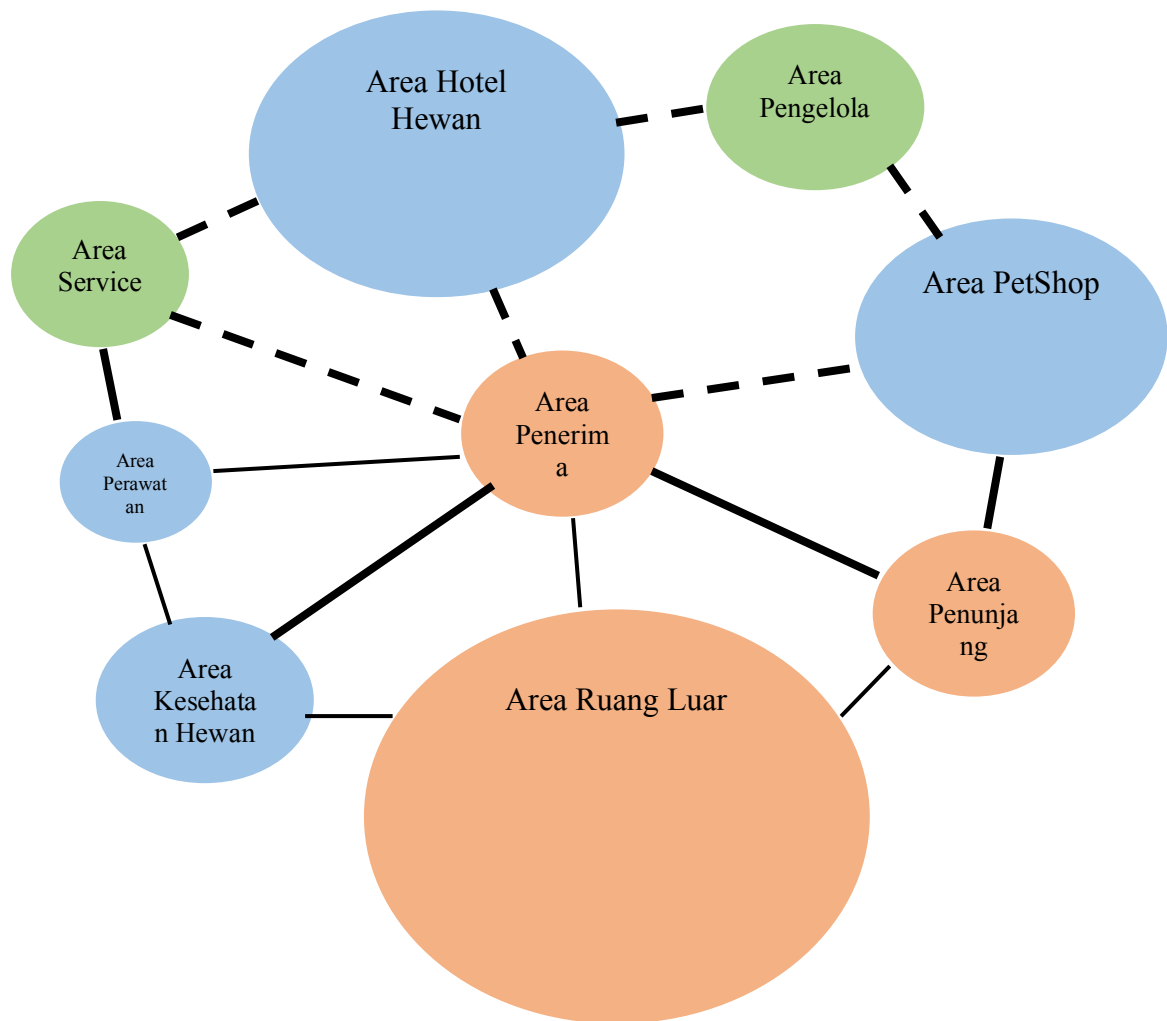 Area Hotel
Hewan
Area
Pengelola
Area
Service
Area PetShop
Area
Penerim
a
Area
Perawat
an
Area
Penunja
ng
Area
Kesehata
n Hewan
Area Ruang Luar